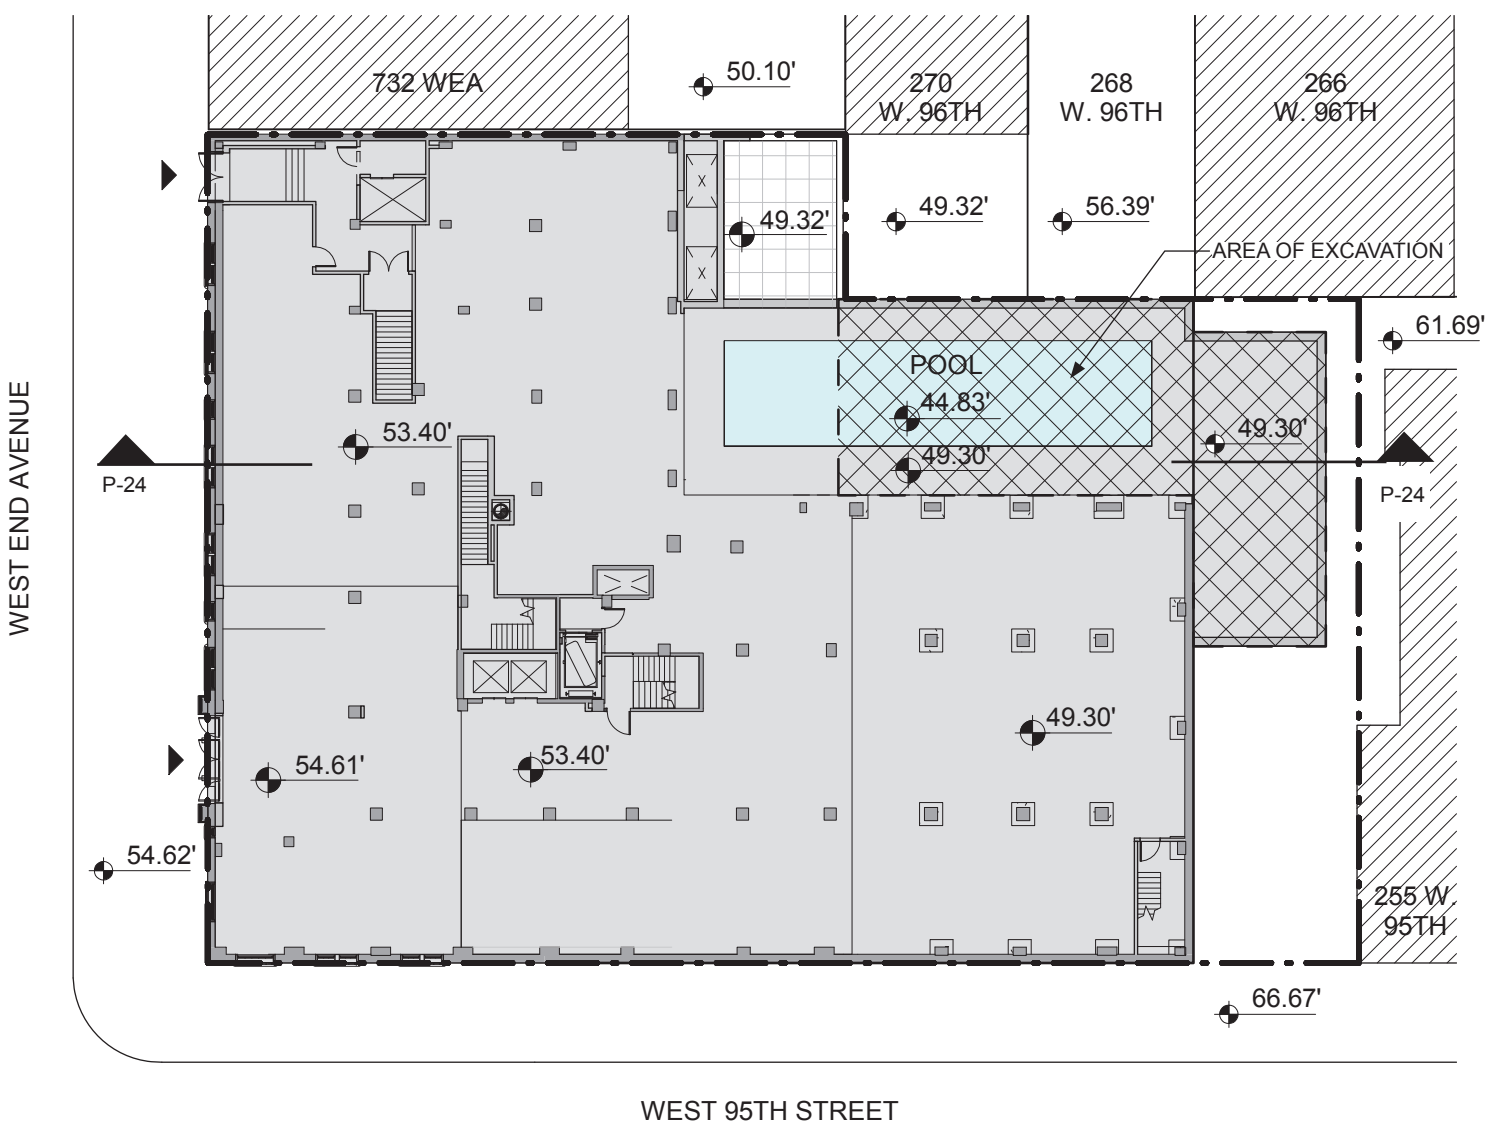 732 WEA
50.10'
270
W. 96TH
268
W. 96TH
266
W. 96TH
X
49.32'
49.32'
56.39'
AREA OF EXCAVATION
X
61.69'
POOL
44.83'
53.40'
49.30'
49.30'
P-24
P-24
WEST END AVENUE
49.30'
54.61'
53.40'
54.62'
255 W.
95TH
66.67'
WEST 95TH STREET